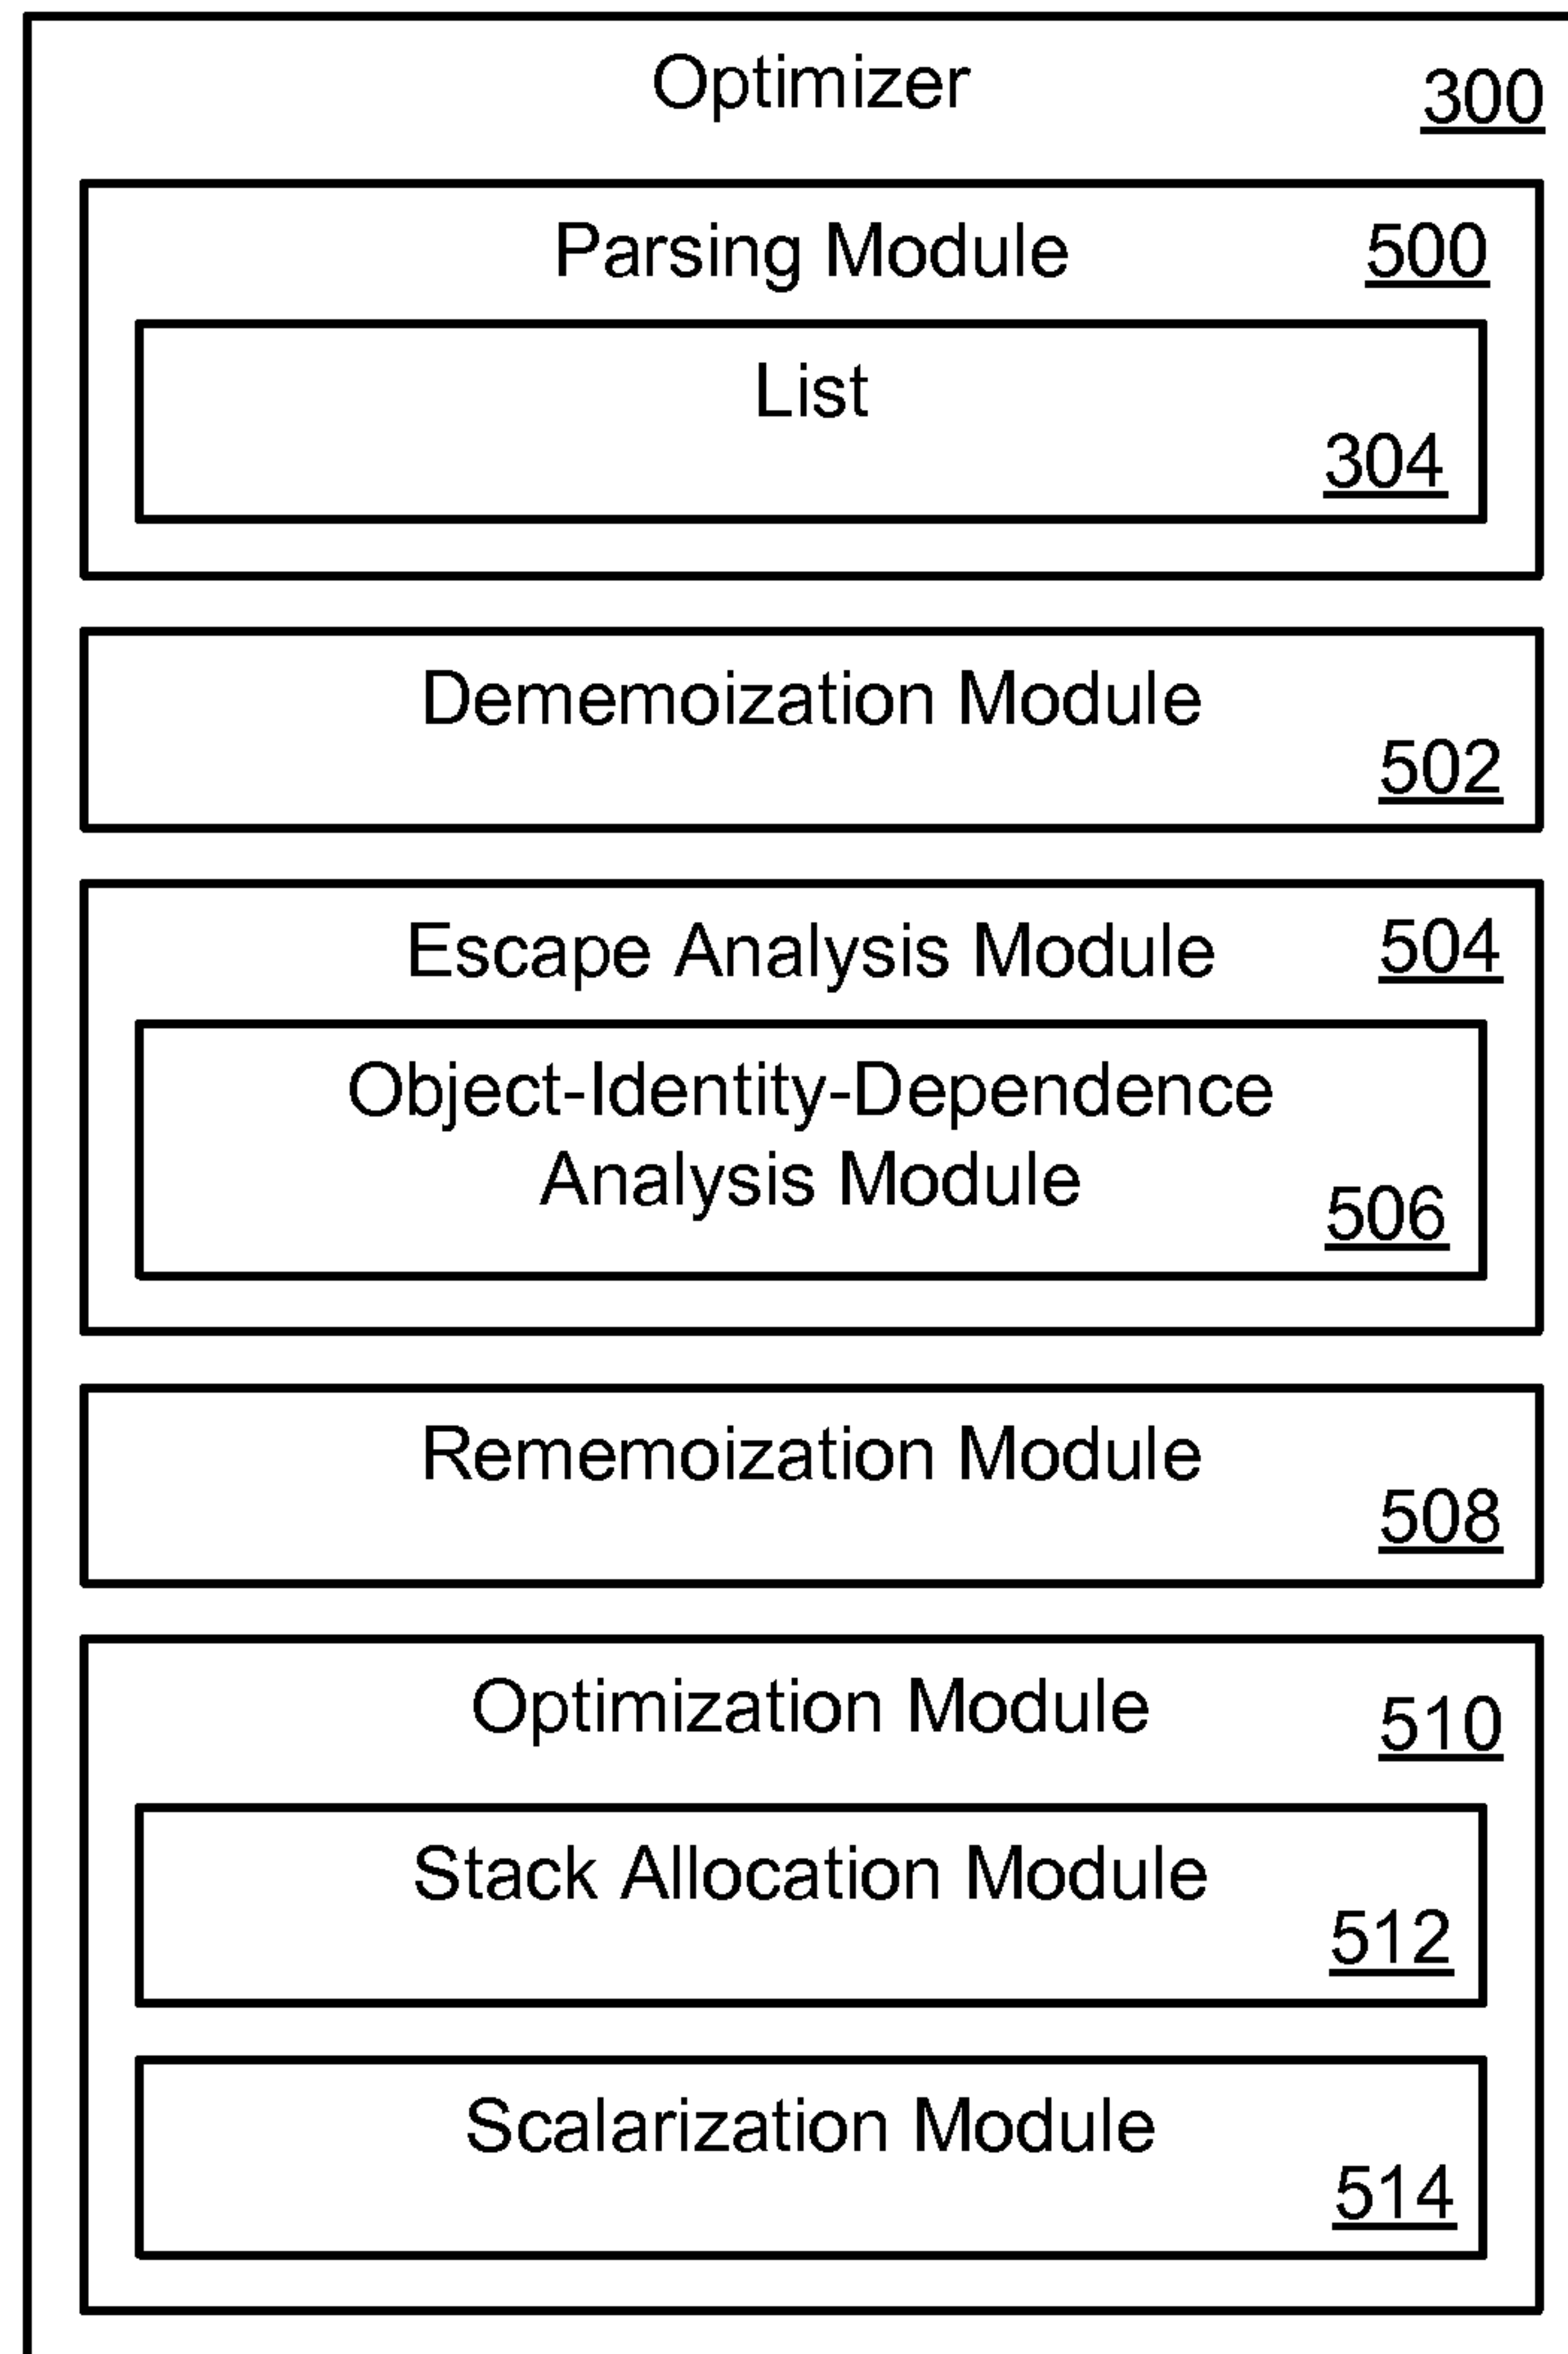 Optimizer 300
Parsing Module 500
List
304
Dememoization Module
502
Escape Analysis Module 504
Object-Identity-Dependence
Analysis Module
506
Rememoization Module
508
Optimization Module 510
Stack Allocation Module
512
Scalarization Module
514